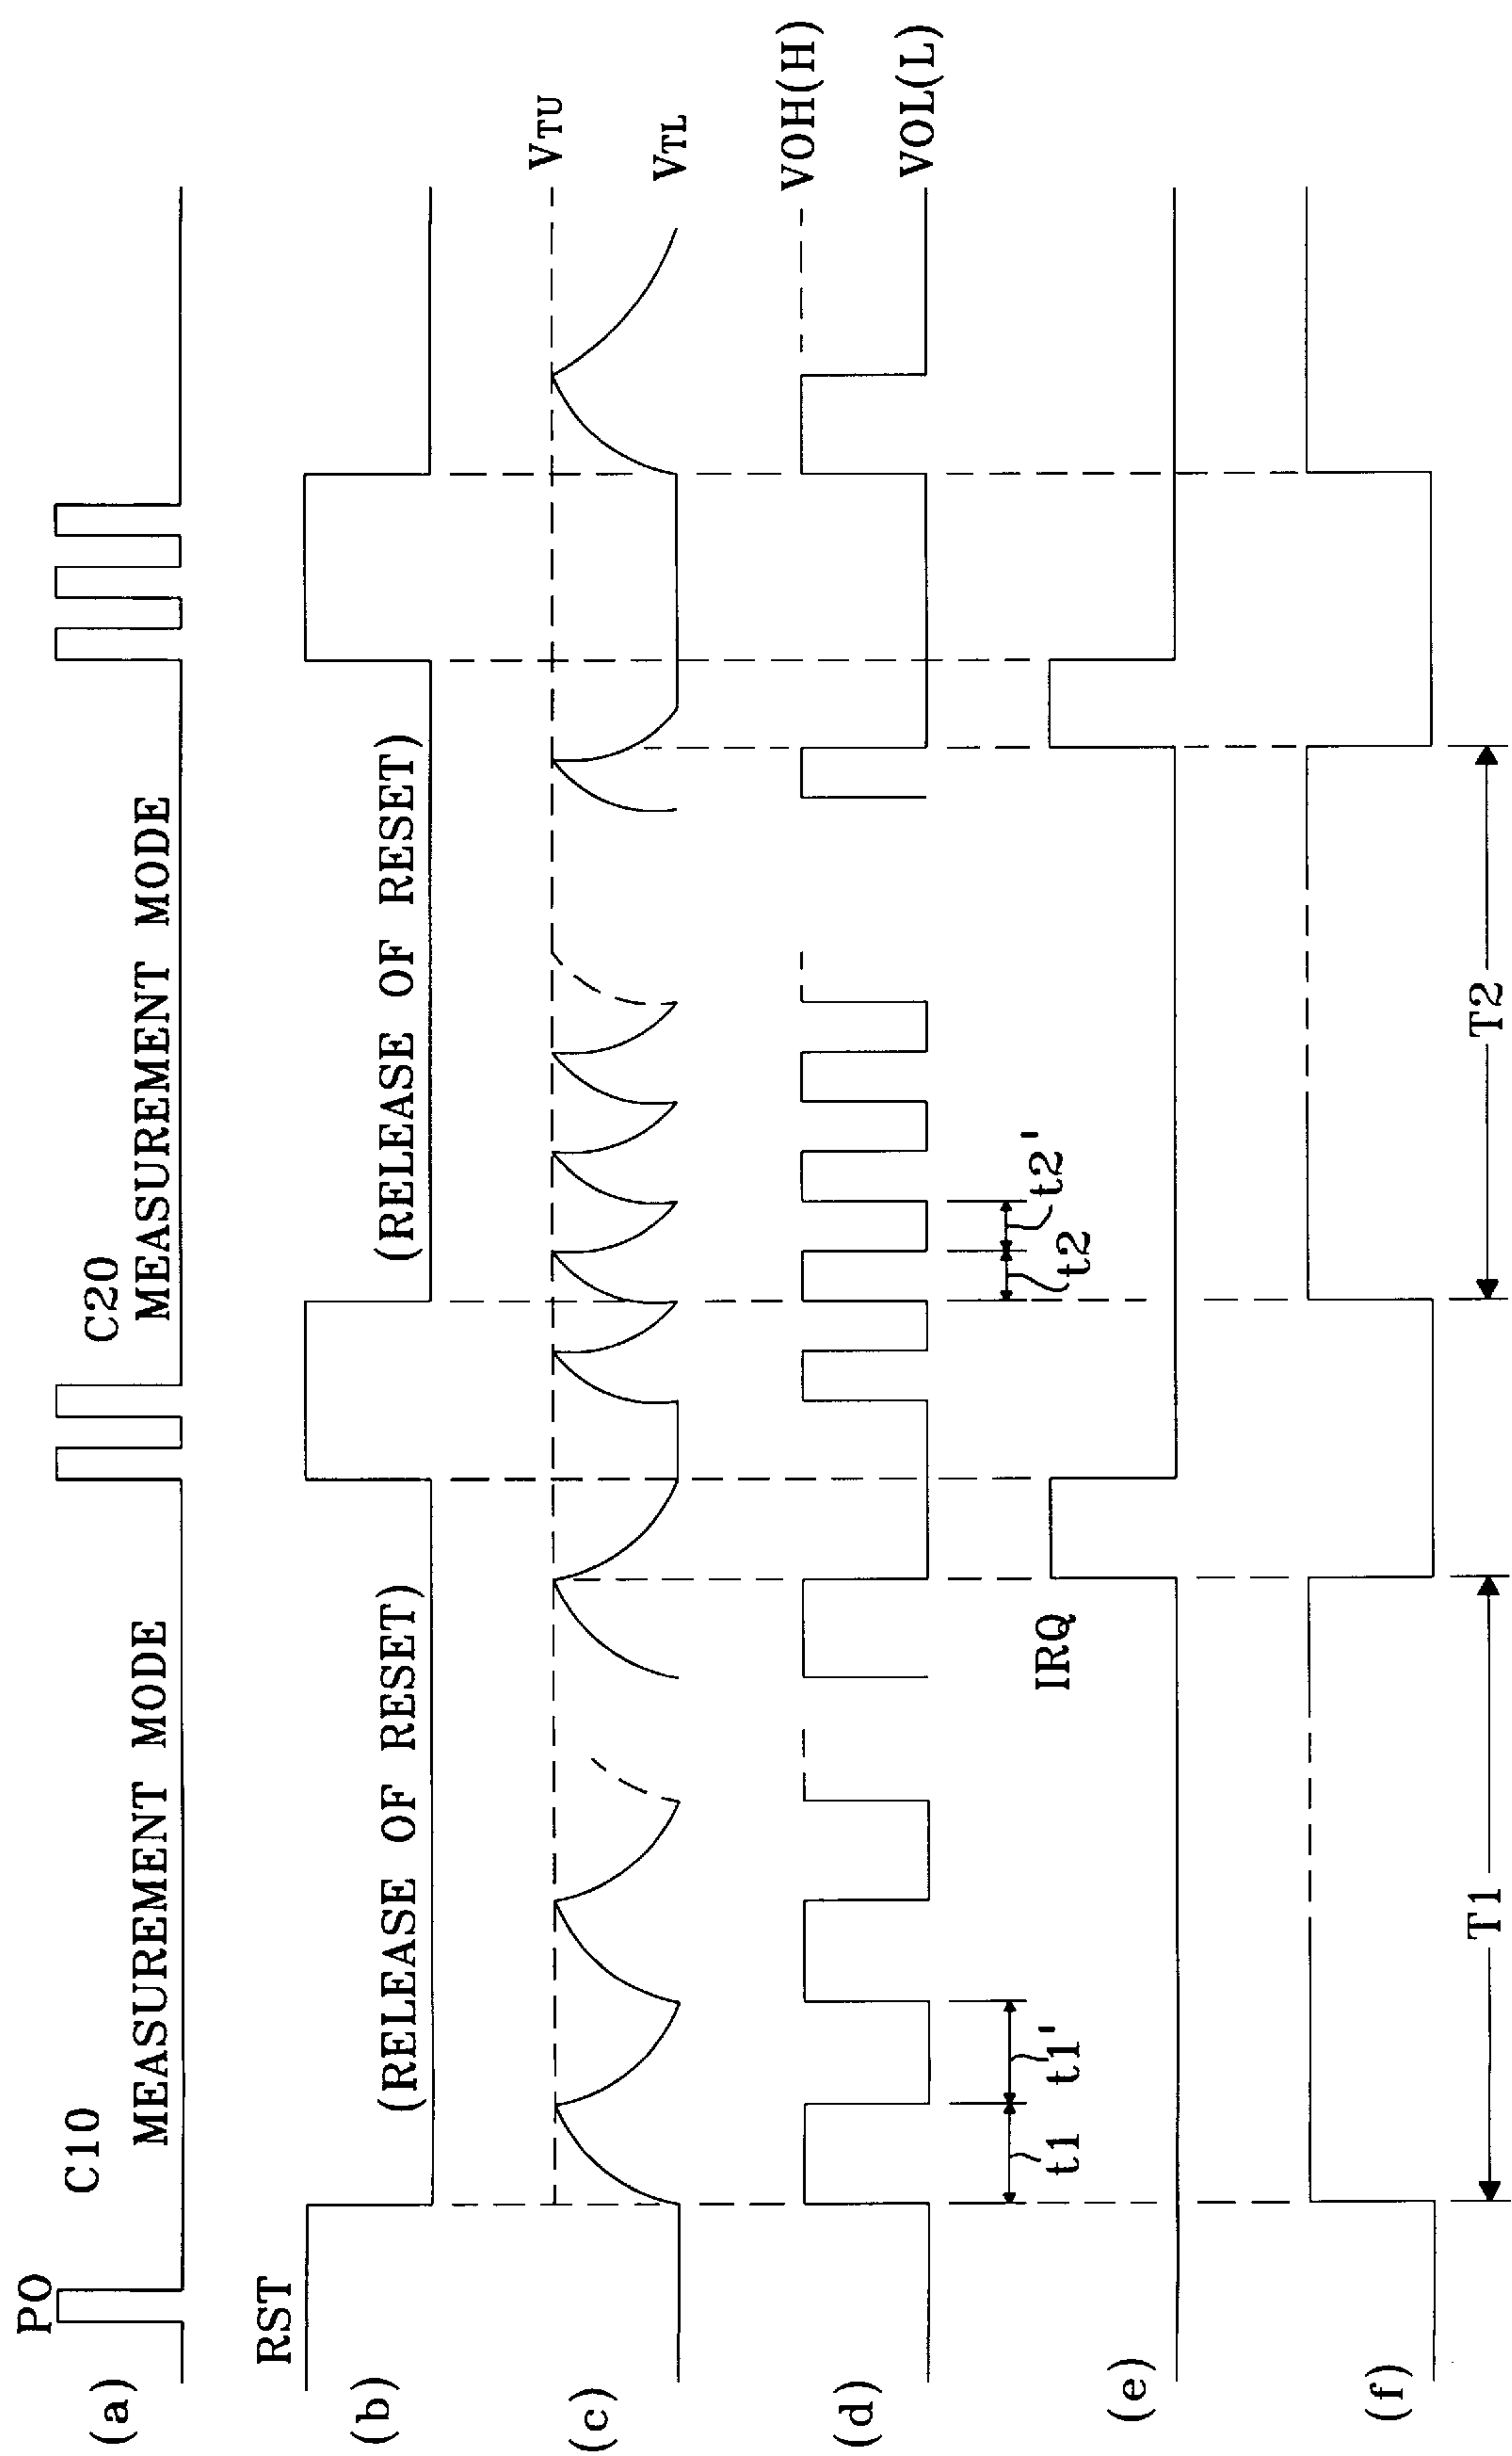 (a)
PO
C10
MEASUREMENT MODE
C20
MEASUREMENT MODE
(b)
RST
(RELEASE OF RESET)
(RELEASE OF RESET)
(c)
VTU
VTL
(d)
VOH(H)
VOL(L)
t1
t1'
t2
t2'
(e)
IRQ
(f)
T1
T2